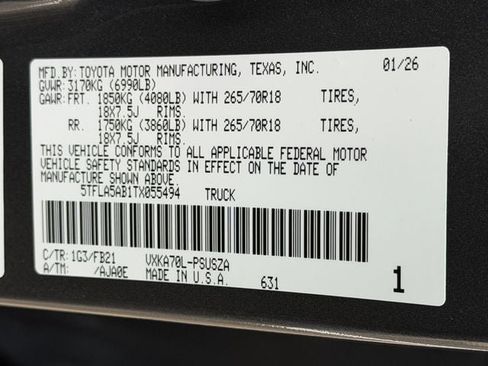 MFD.BY: TOYOTA MOTOR MANUFACTURING, TEXAS, INC. 01/26
GVWR: 3170KG (6990LB)
GAWR: FRT. 1850KG (4080LB) WITH 265/70R18 TIRES,
18X7.5J RIMS.
RR. 1750KG (3860LB) WITH 265/70R18 TIRES,
18X7.5J RIMS.
THIS VEHICLE CONFORMS TO ALL APPLICABLE FEDERAL MOTOR
VEHICLE SAFETY STANDARDS IN EFFECT ON THE DATE OF
MANUFACTURE SHOWN ABOVE.
5TFLA5AB1TX055494 TRUCK
C/TR: 1G3/FB21 VXKA70L-PSUSZA
A/TM: /AJA0E MADE IN U.S.A. 631 1